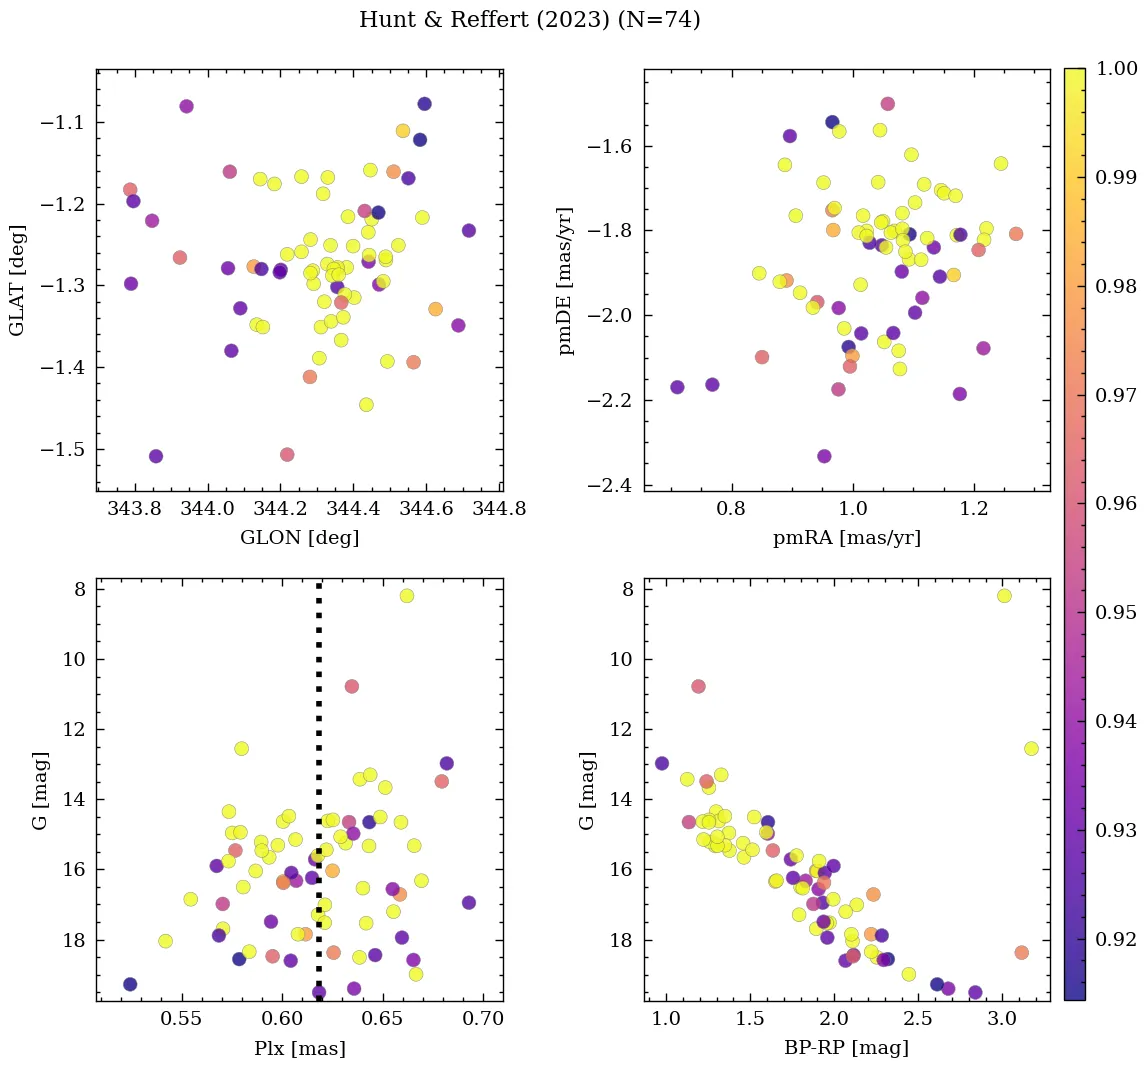 Hunt & Reffert (2023) (N=74)
−1.1
−1.2
−1.3
−1.4
−1.5
GLAT [deg]
343.8 344.0 344.2 344.4 344.6 344.8
GLON [deg]
−1.6
−1.8
−2.0
−2.2
−2.4
pmDE [mas/yr]
0.8 1.0 1.2
pmRA [mas/yr]
8
10
12
14
16
18
G [mag]
0.55 0.60 0.65 0.70
Plx [mas]
8
10
12
14
16
18
G [mag]
1.0 1.5 2.0 2.5 3.0
BP-RP [mag]
1.00
0.99
0.98
0.97
0.96
0.95
0.94
0.93
0.92